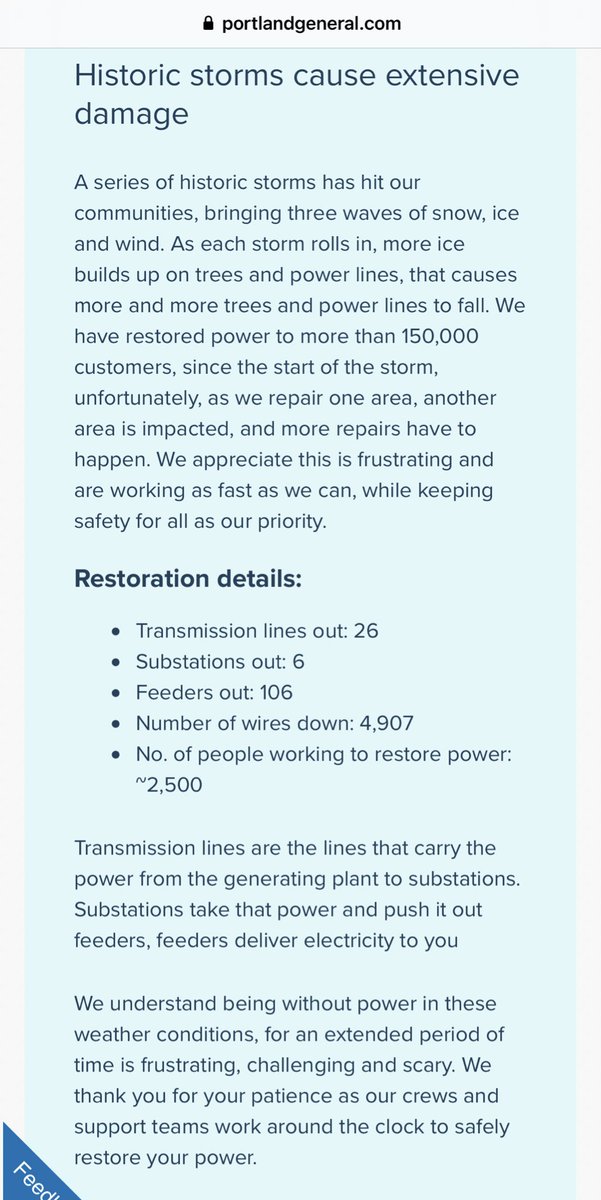 portlandgeneral.com
Historic storms cause extensive
damage
A series of historic storms has hit our
communities, bringing three waves of snow, ice
and wind. As each storm rolls in, more ice
builds up on trees and power lines, that causes
more and more trees and power lines to fall. We
have restored power to more than 150,000
customers, since the start of the storm,
unfortunately, as we repair one area, another
area is impacted, and more repairs have to
happen. We appreciate this is frustrating and
are working as fast as we can, while keeping
safety for all as our priority.
Restoration details:
• Transmission lines out: 26
• Substations out: 6
• Feeders out: 106
• Number of wires down: 4,907
• No. of people working to restore power:
~2,500
Transmission lines are the lines that carry the
power from the generating plant to substations.
Substations take that power and push it out
feeders, feeders deliver electricity to you
We understand being without power in these
weather conditions, for an extended period of
time is frustrating, challenging and scary. We
thank you for your patience as our crews and
support teams work around the clock to safely
restore your power.